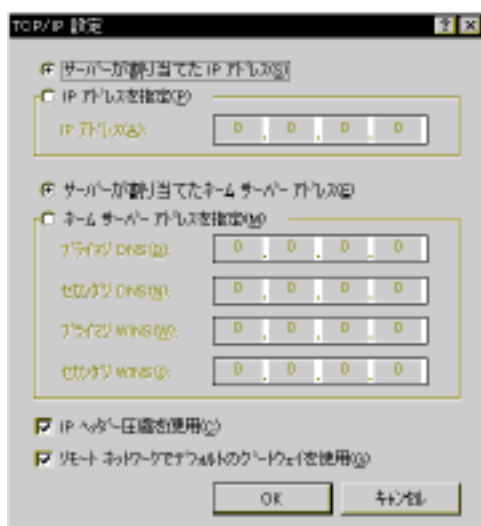 TCP/IP 設定
サーバーが割り当てた IP アドレス(S)
IP アドレスを指定(P)
IP アドレス(A):
0 . 0 . 0 . 0
サーバーが割り当てたネーム サーバー アドレス(E)
ネーム サーバー アドレスを指定(M)
プライマリ DNS(D):
0 . 0 . 0 . 0
セカンダリ DNS(N):
0 . 0 . 0 . 0
プライマリ WINS(W):
0 . 0 . 0 . 0
セカンダリ WINS(I):
0 . 0 . 0 . 0
IP ヘッダー圧縮を使用(C)
リモート ネットワークでデフォルトのゲートウェイを使用(G)
OK
キャンセル